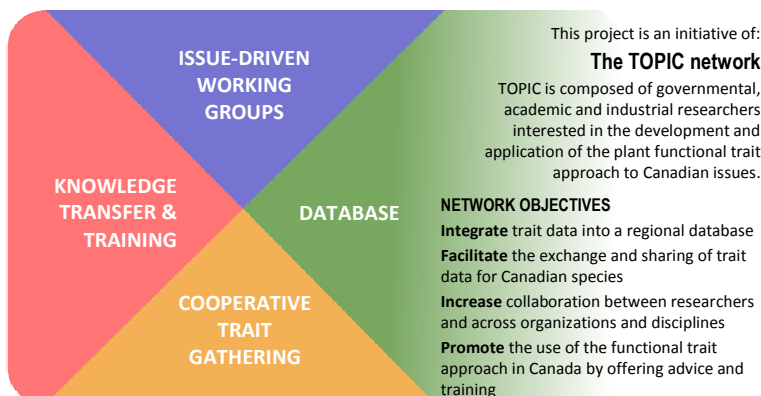 ISSUE-DRIVEN
WORKING
GROUPS
KNOWLEDGE
TRANSFER &
TRAINING
DATABASE
COOPERATIVE
TRAIT
GATHERING
This project is an initiative of:
The TOPIC network
TOPIC is composed of governmental,
academic and industrial researchers
interested in the development and
application of the plant functional trait
approach to Canadian issues.
NETWORK OBJECTIVES
Integrate trait data into a regional database
Facilitate the exchange and sharing of trait
data for Canadian species
Increase collaboration between researchers
and across organizations and disciplines
Promote the use of the functional trait
approach in Canada by offering advice and
training